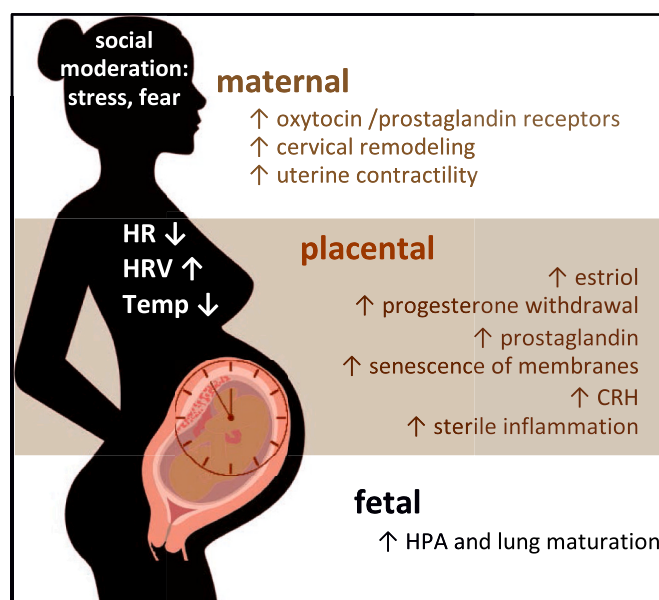 social
moderation:
stress, fear
maternal
↑ oxytocin /prostaglandin receptors
↑ cervical remodeling
↑ uterine contractility
HR ↓
HRV ↑
Temp ↓
placental
↑ estriol
↑ progesterone withdrawal
↑ prostaglandin
↑ senescence of membranes
↑ CRH
↑ sterile inflammation
fetal
↑ HPA and lung maturation